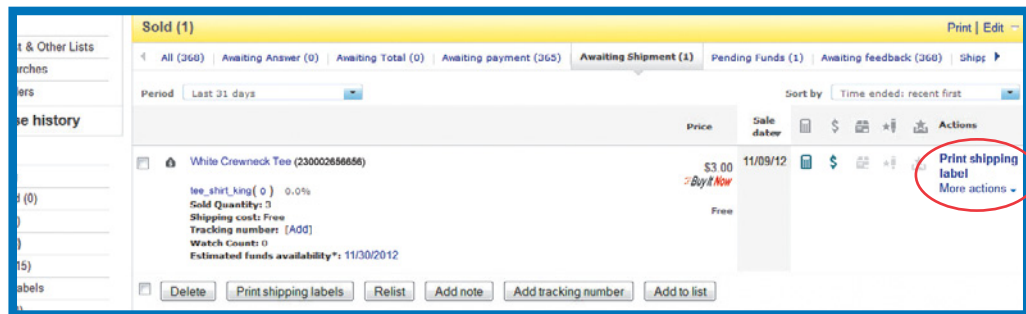 Sold (1) Print | Edit
t & Other Lists
All (368) | Awaiting Answer (0) | Awaiting Total (0) | Awaiting payment (365) | Awaiting Shipment (1) Pending Funds (1) | Awaiting feedback (368) | Shipp
rches
ers
Period Last 31 days Sort by Time ended: recent first
se history
Price Sale date Actions
White Crewneck Tee (230002656656) $3.00 11/09/12 Print shipping label
Buy It Now More actions
tee_shirt_king( 0 ) 0.0%
d (0)
Sold Quantity: 3
Shipping cost: Free Free
)
Tracking number: [Add]
)
Watch Count: 0
15)
Estimated funds availability*: 11/30/2012
abels
Delete Print shipping labels Relist Add note Add tracking number Add to list